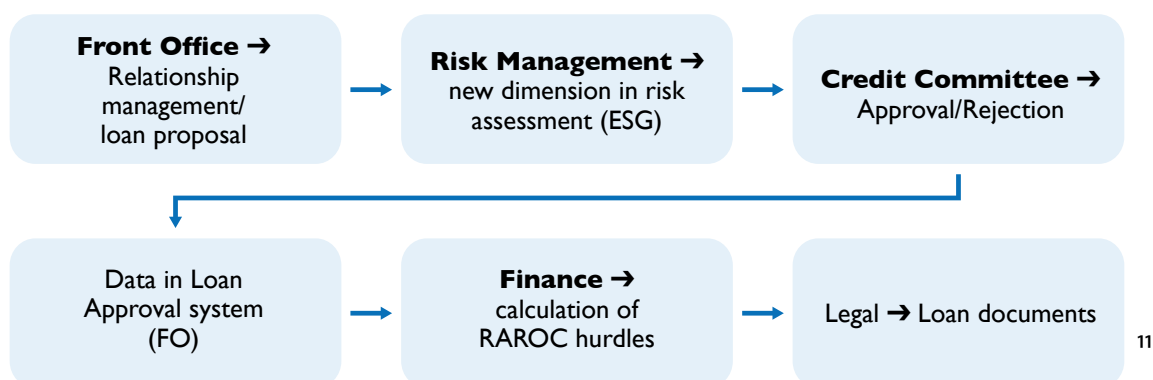 Front Office ➔
Relationship
management/
loan proposal
Risk Management ➔
new dimension in risk
assessment (ESG)
Credit Committee ➔
Approval/Rejection
Data in Loan
Approval system
(FO)
Finance ➔
calculation of
RAROC hurdles
Legal ➔ Loan documents
11